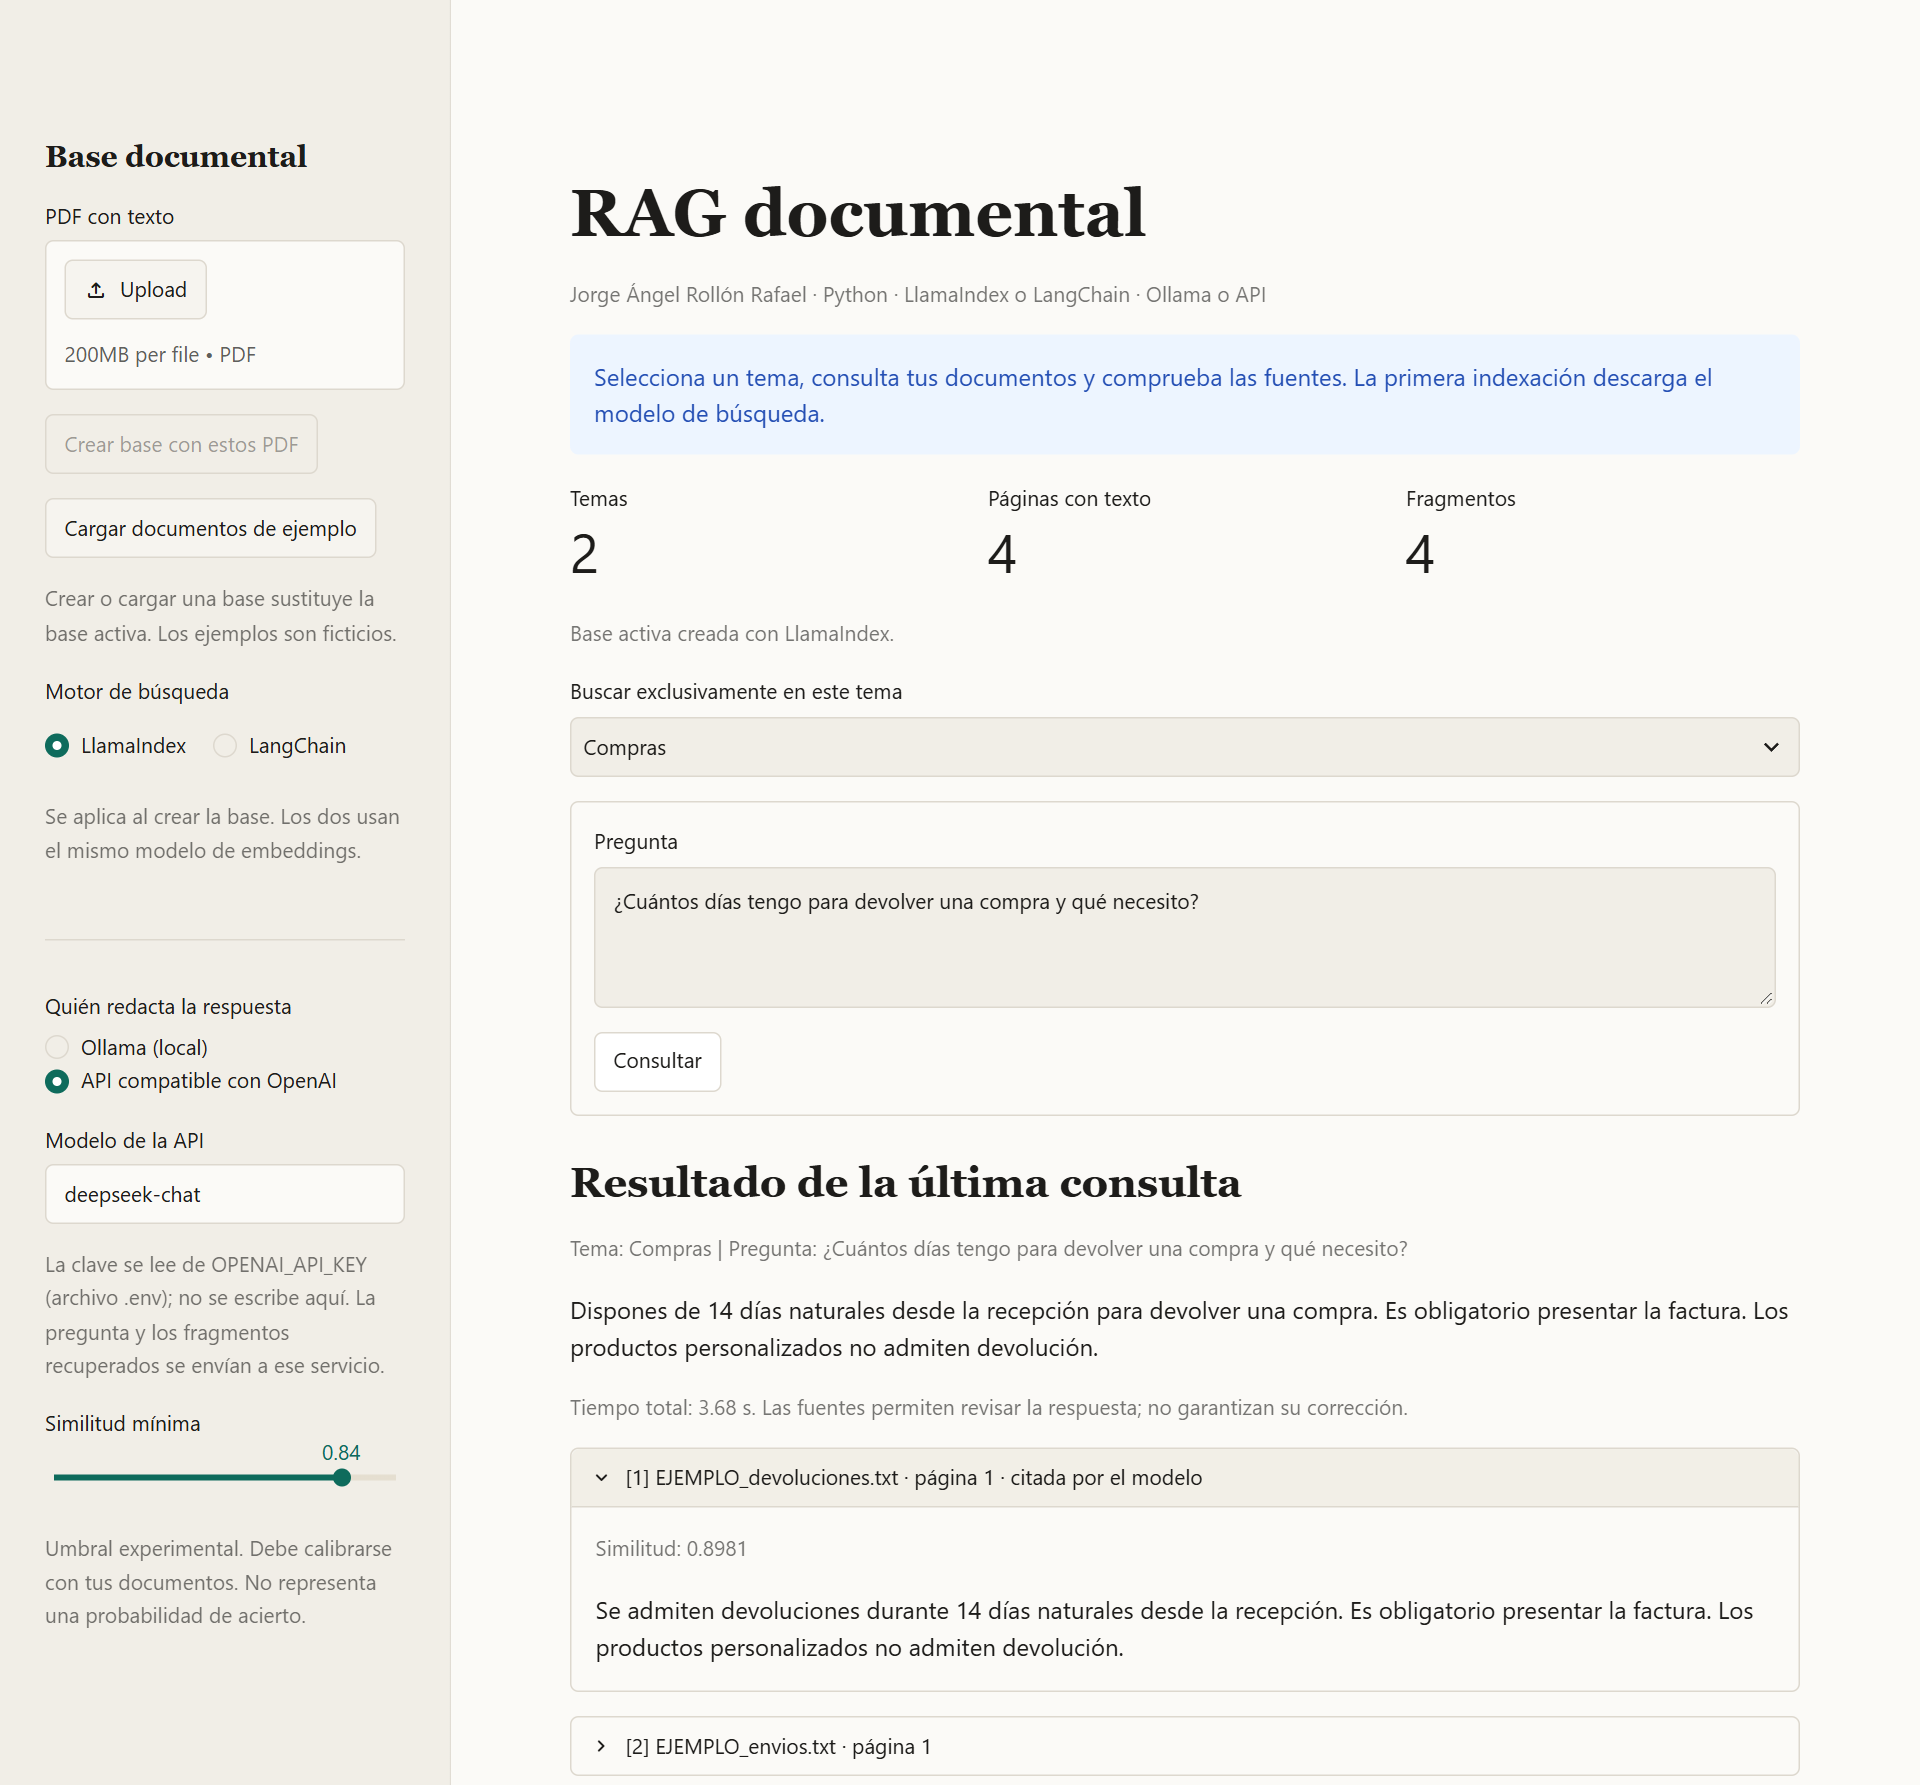 Base documental
PDF con texto
Upload
200MB per file • PDF
Crear base con estos PDF
Cargar documentos de ejemplo
Crear o cargar una base sustituye la
base activa. Los ejemplos son ficticios.
Motor de búsqueda
LlamaIndex
LangChain
Se aplica al crear la base. Los dos usan
el mismo modelo de embeddings.
Quién redacta la respuesta
Ollama (local)
API compatible con OpenAI
Modelo de la API
deepseek-chat
La clave se lee de OPENAI_API_KEY
(archivo .env); no se escribe aquí. La
pregunta y los fragmentos
recuperados se envían a ese servicio.
Similitud mínima
0.84
Umbral experimental. Debe calibrarse
con tus documentos. No representa
una probabilidad de acierto.
RAG documental
Jorge Ángel Rollón Rafael · Python · LlamaIndex o LangChain · Ollama o API
Selecciona un tema, consulta tus documentos y comprueba las fuentes. La primera indexación descarga el
modelo de búsqueda.
Temas
2
Páginas con texto
4
Fragmentos
4
Base activa creada con LlamaIndex.
Buscar exclusivamente en este tema
Compras
Pregunta
¿Cuántos días tengo para devolver una compra y qué necesito?
Consultar
Resultado de la última consulta
Tema: Compras | Pregunta: ¿Cuántos días tengo para devolver una compra y qué necesito?
Dispones de 14 días naturales desde la recepción para devolver una compra. Es obligatorio presentar la factura. Los
productos personalizados no admiten devolución.
Tiempo total: 3.68 s. Las fuentes permiten revisar la respuesta; no garantizan su corrección.
[1] EJEMPLO_devoluciones.txt · página 1 · citada por el modelo
Similitud: 0.8981
Se admiten devoluciones durante 14 días naturales desde la recepción. Es obligatorio presentar la factura. Los
productos personalizados no admiten devolución.
[2] EJEMPLO_envios.txt · página 1